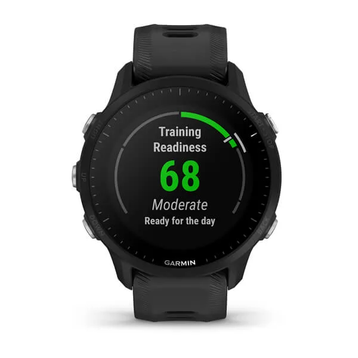 Training
Readiness
68
Moderate
Ready for the day
GARMIN